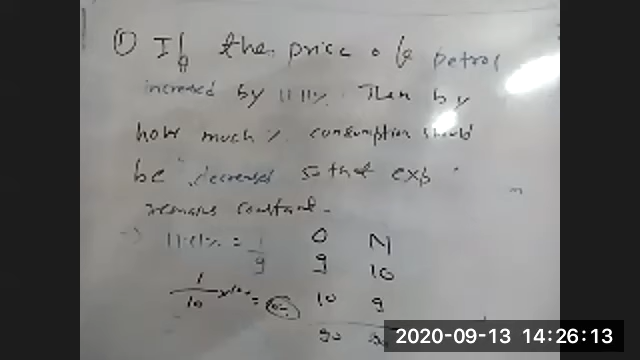 ① If the price of petrol
increased by 11.11%. Then by
how much % consumption should
be decreased so that exp
remains constant.
→ 11.11% = 1/9 O N
9 10
1/10 × 100 = 10 9
90 90
2020-09-13 14:26:13